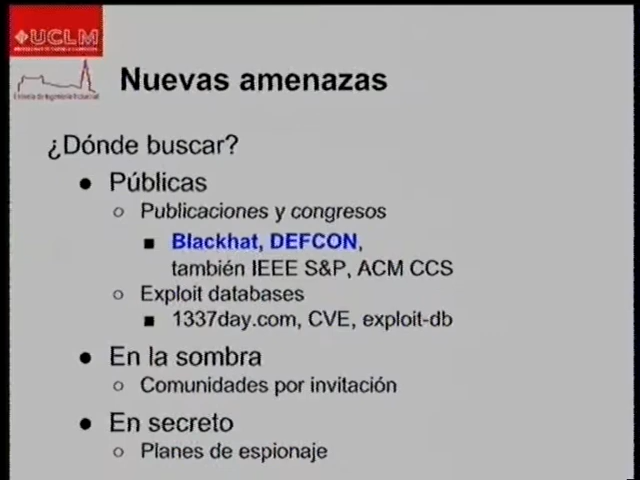 UCLM
Nuevas amenazas
¿Dónde buscar?
● Públicas
○ Publicaciones y congresos
■ Blackhat, DEFCON,
también IEEE S&P, ACM CCS
○ Exploit databases
■ 1337day.com, CVE, exploit-db
● En la sombra
○ Comunidades por invitación
● En secreto
○ Planes de espionaje